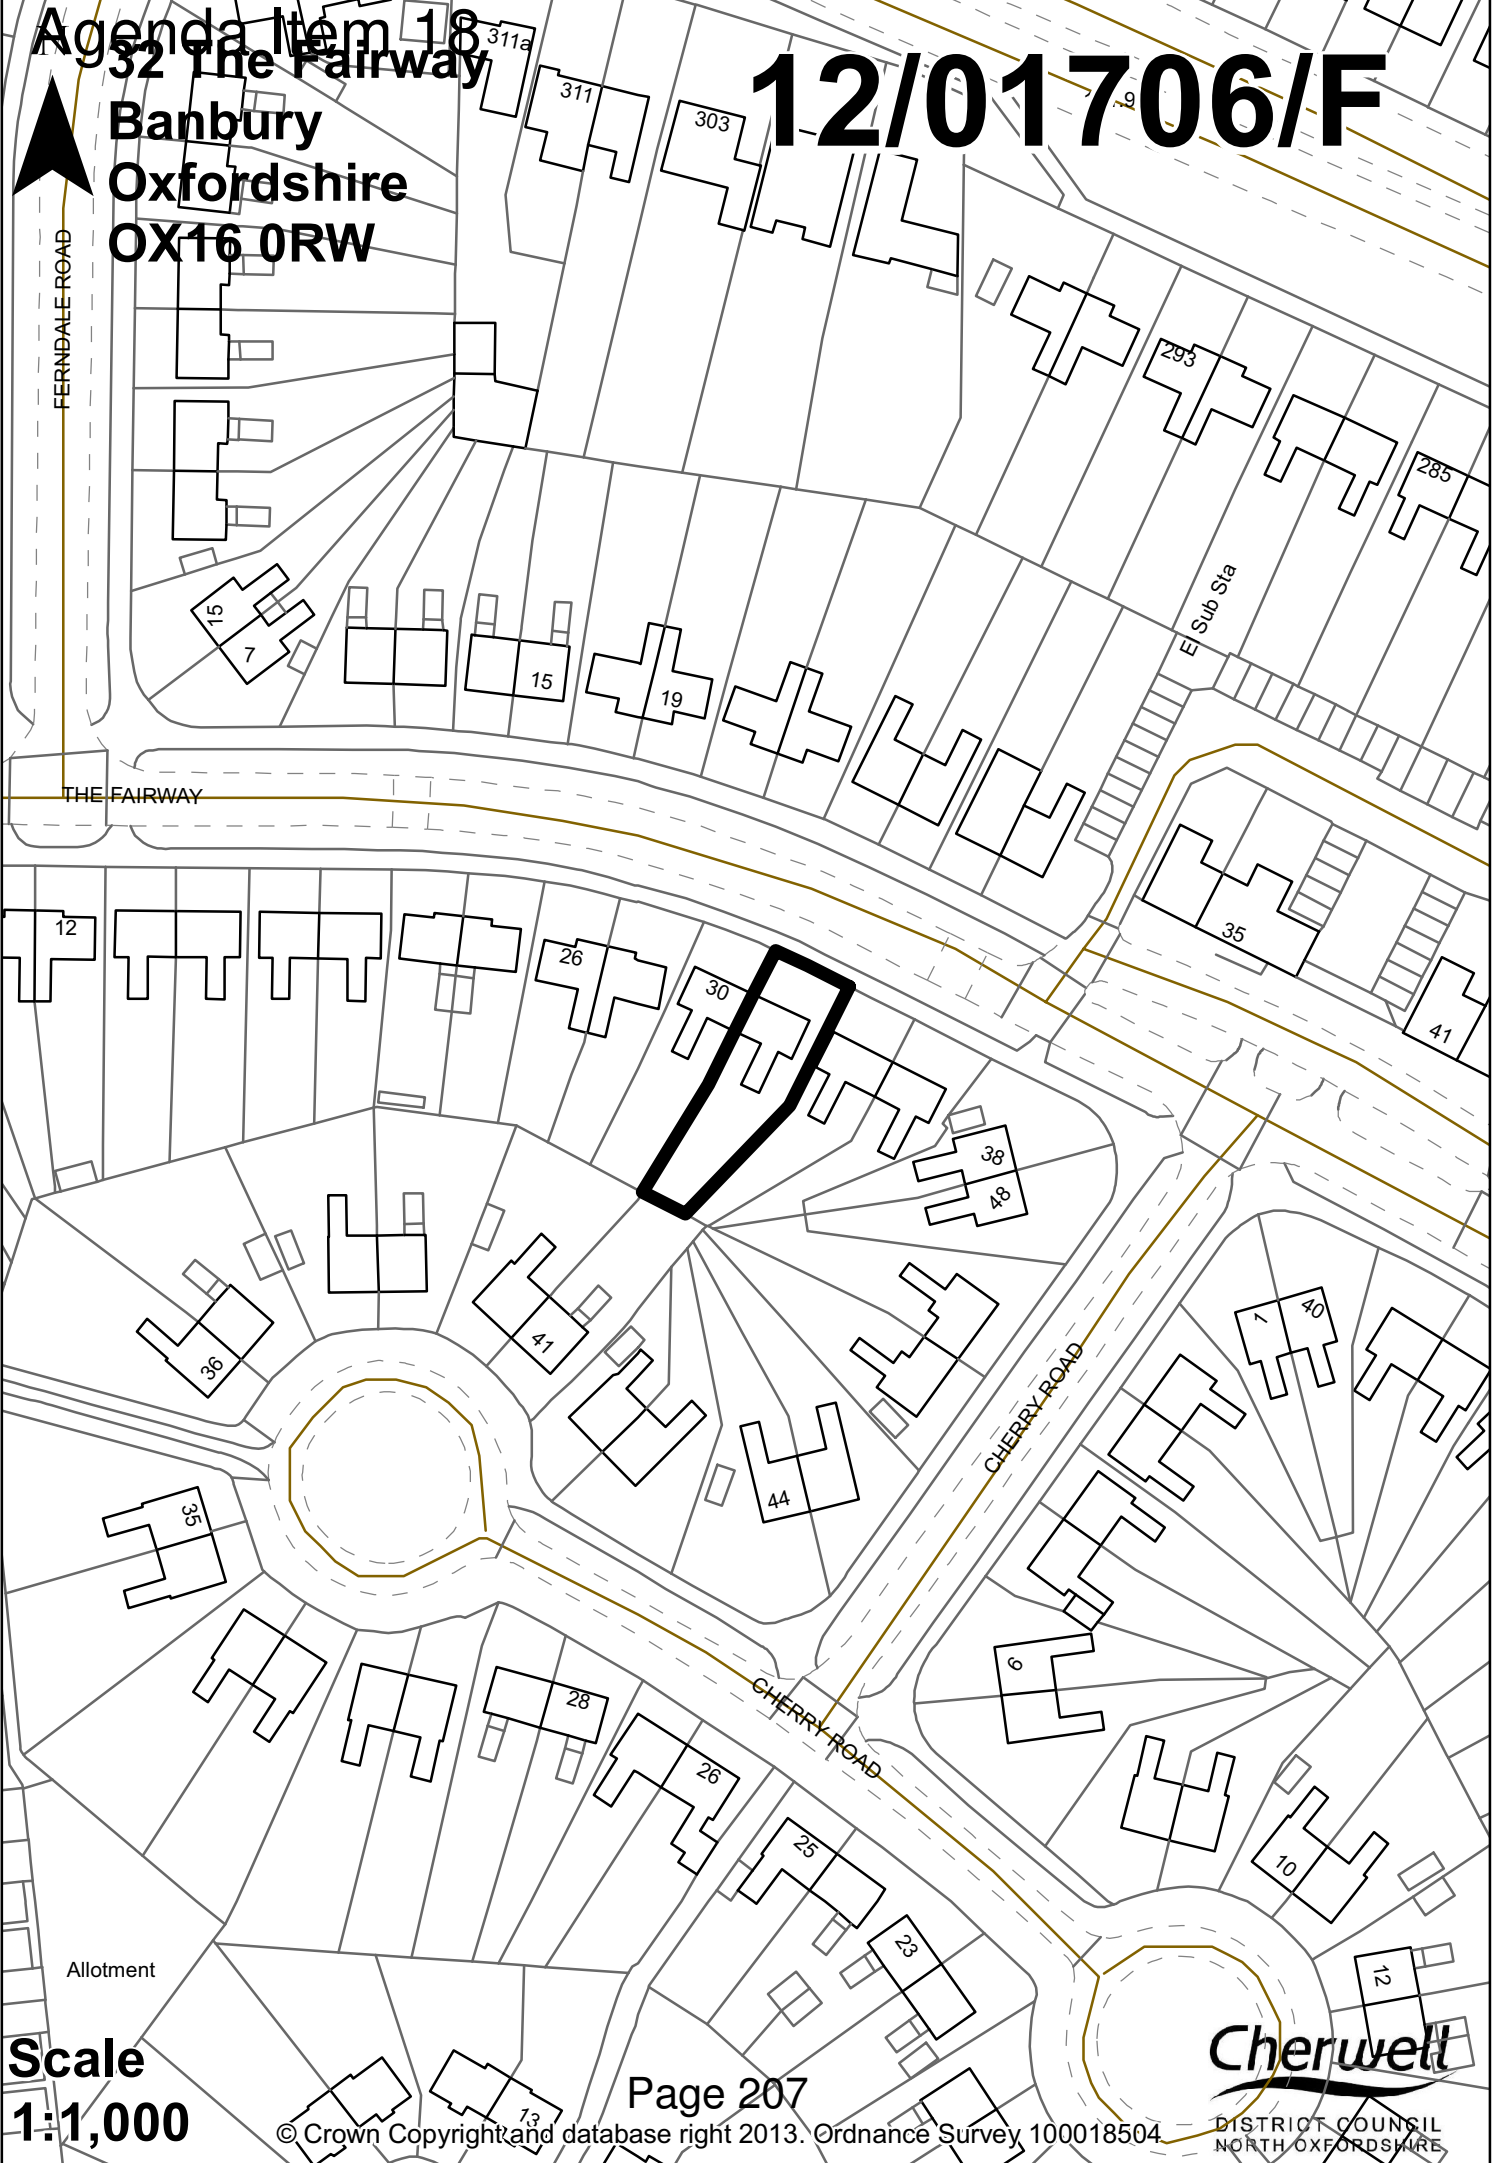 Agenda Item 18
32 The Fairway
Banbury
Oxfordshire
OX16 0RW
12/01706/F
N
311a
311
303
293
285
FERNDALE ROAD
El Sub Sta
75
7
15
19
THE FAIRWAY
12
26
30
35
41
38
48
36
41
44
1
40
CHERRY ROAD
35
28
26
6
CHERRY ROAD
25
23
10
12
Allotment
13
Scale
1:1,000
Page 207
© Crown Copyright and database right 2013. Ordnance Survey 100018504
Cherwell
DISTRICT COUNCIL
NORTH OXFORDSHIRE